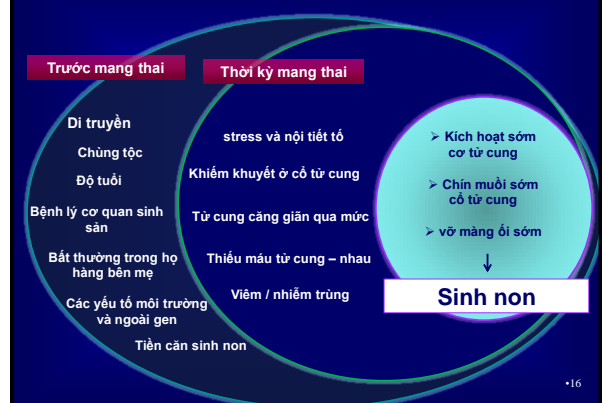 Trước mang thai
Di truyền
Chủng tộc
Độ tuổi
Bệnh lý cơ quan sinh
sản
Bất thường trong họ
hàng bên mẹ
Các yếu tố môi trường
và ngoài gen
Tiền căn sinh non
Thời kỳ mang thai
stress và nội tiết tố
Khiếm khuyết ở cổ tử cung
Tử cung căng giãn qua mức
Thiếu máu tử cung – nhau
Viêm / nhiễm trùng
➢ Kích hoạt sớm
cơ tử cung
➢ Chín muồi sớm
cổ tử cung
➢ vỡ màng ối sớm
↓
Sinh non
•16